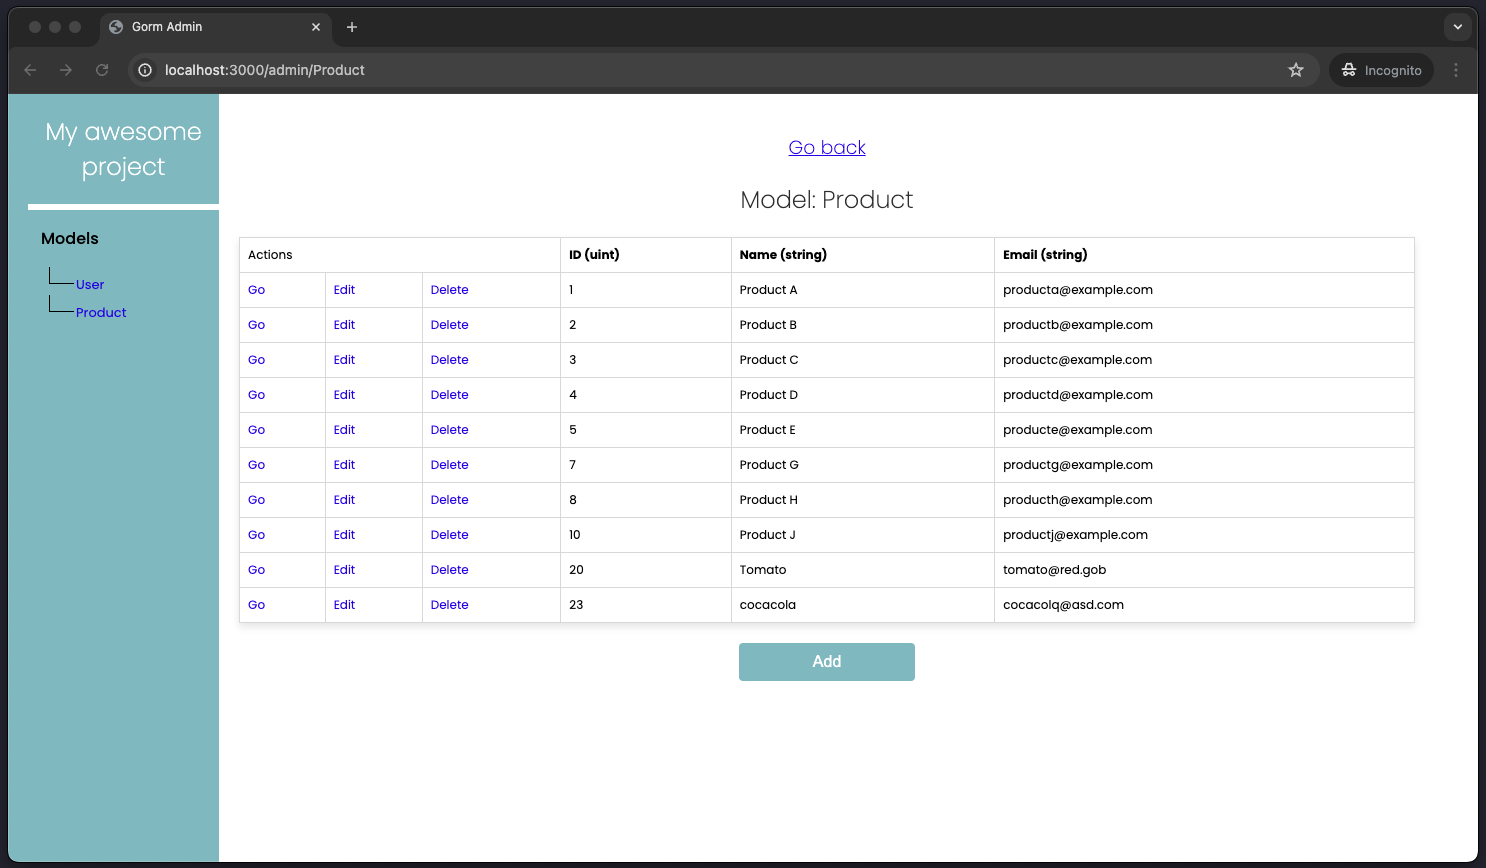 Gorm Admin
localhost:3000/admin/Product
Incognito
My awesome
project
Models
User
Product
Go back
Model: Product
Actions ID (uint) Name (string) Email (string)
Go Edit Delete 1 Product A producta@example.com
Go Edit Delete 2 Product B productb@example.com
Go Edit Delete 3 Product C productc@example.com
Go Edit Delete 4 Product D productd@example.com
Go Edit Delete 5 Product E producte@example.com
Go Edit Delete 7 Product G productg@example.com
Go Edit Delete 8 Product H producth@example.com
Go Edit Delete 10 Product J productj@example.com
Go Edit Delete 20 Tomato tomato@red.gob
Go Edit Delete 23 cocacola cocacolq@asd.com
Add